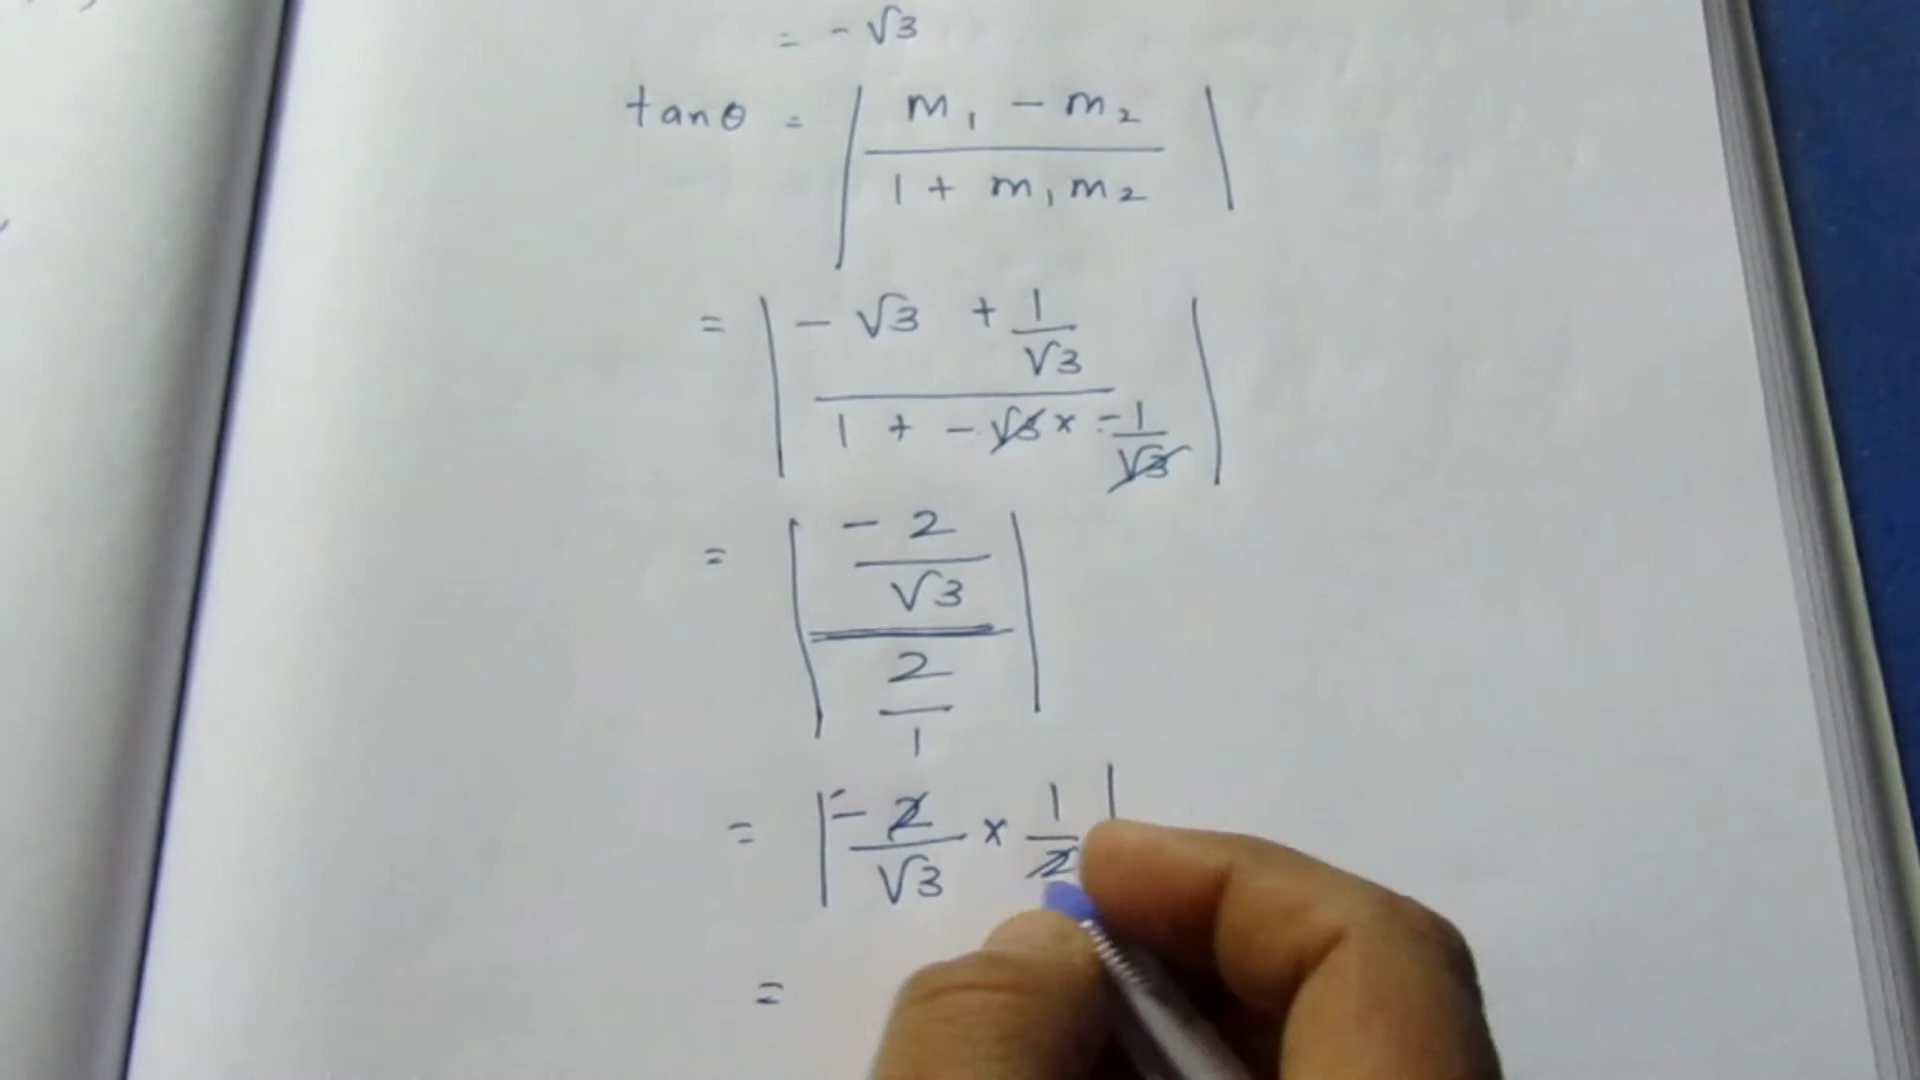 = - √3
tanθ = | m₁ - m₂ / 1 + m₁m₂ |
= | - √3 + 1/√3 / 1 + - √3 × -1/√3 |
= | - 2/√3 / 2/1 |
= | - 2/√3 × 1/2 |
=